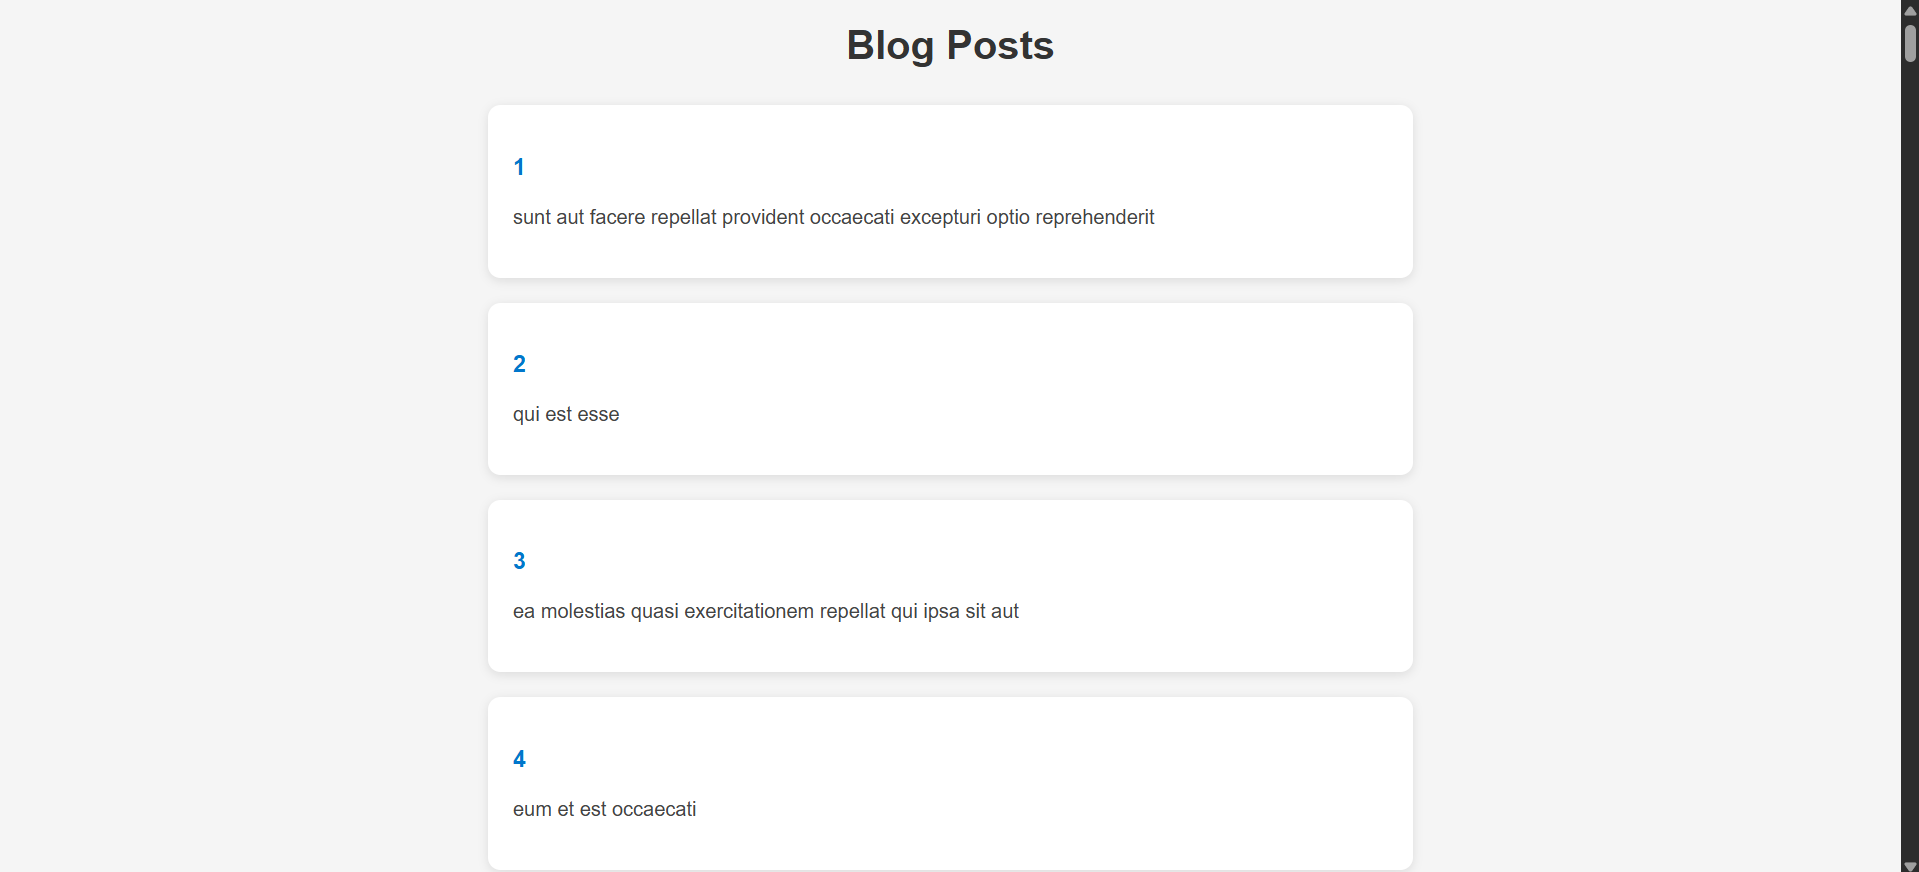 Blog Posts
1
sunt aut facere repellat provident occaecati excepturi optio reprehenderit
2
qui est esse
3
ea molestias quasi exercitationem repellat qui ipsa sit aut
4
eum et est occaecati